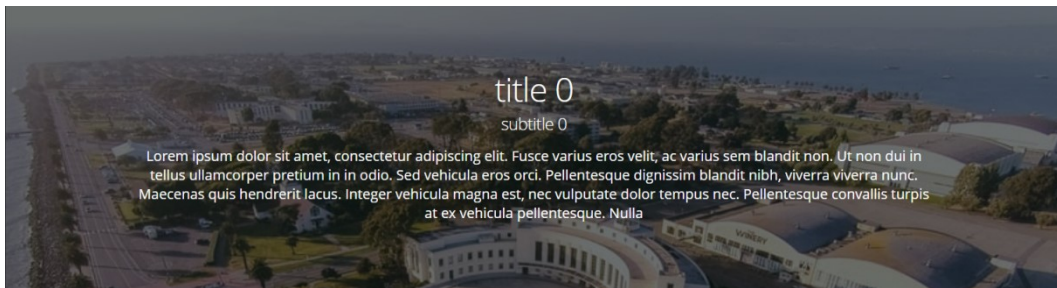 title 0
subtitle 0
Lorem ipsum dolor sit amet, consectetur adipiscing elit. Fusce varius eros velit, ac varius sem blandit non. Ut non dui in
tellus ullamcorper pretium in in odio. Sed vehicula eros orci. Pellentesque dignissim blandit nibh, viverra viverra nunc.
Maecenas quis hendrerit lacus. Integer vehicula magna est, nec vulputate dolor tempus nec. Pellentesque convallis turpis
at ex vehicula pellentesque. Nulla
WINERY